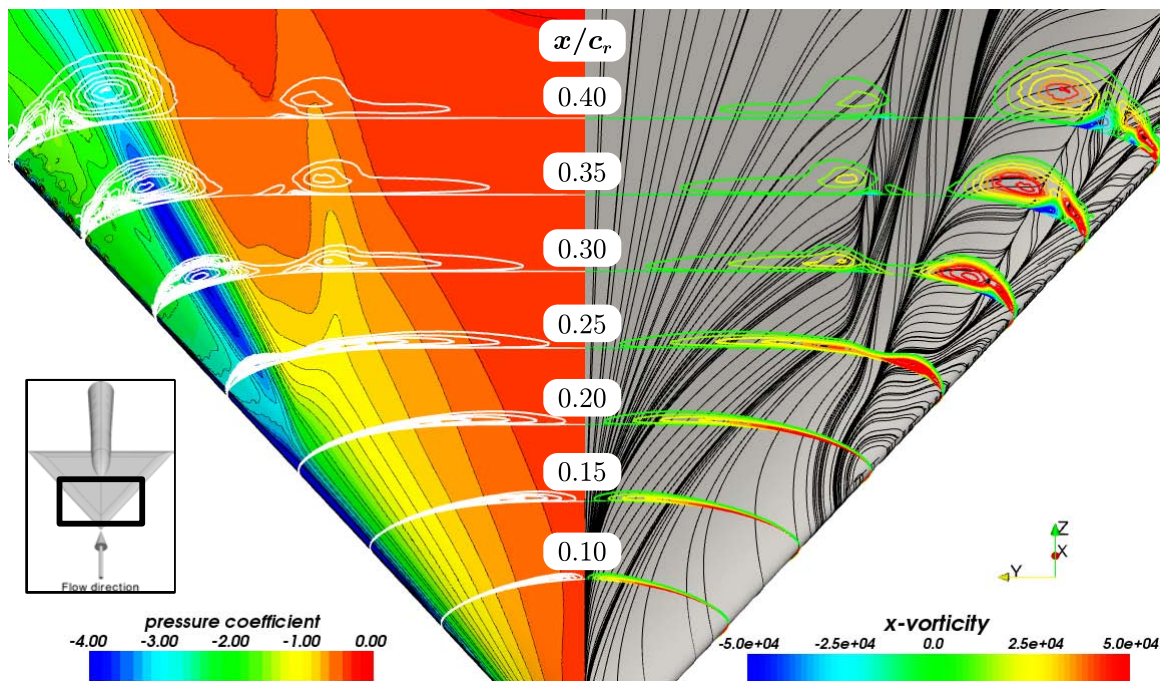 x/cᵣ
0.40
0.35
0.30
0.25
0.20
0.15
0.10
Flow direction
Z
X
Y
pressure coefficient
-4.00 -3.00 -2.00 -1.00 0.00
x-vorticity
-5.0e+04 -2.5e+04 0.0 2.5e+04 5.0e+04